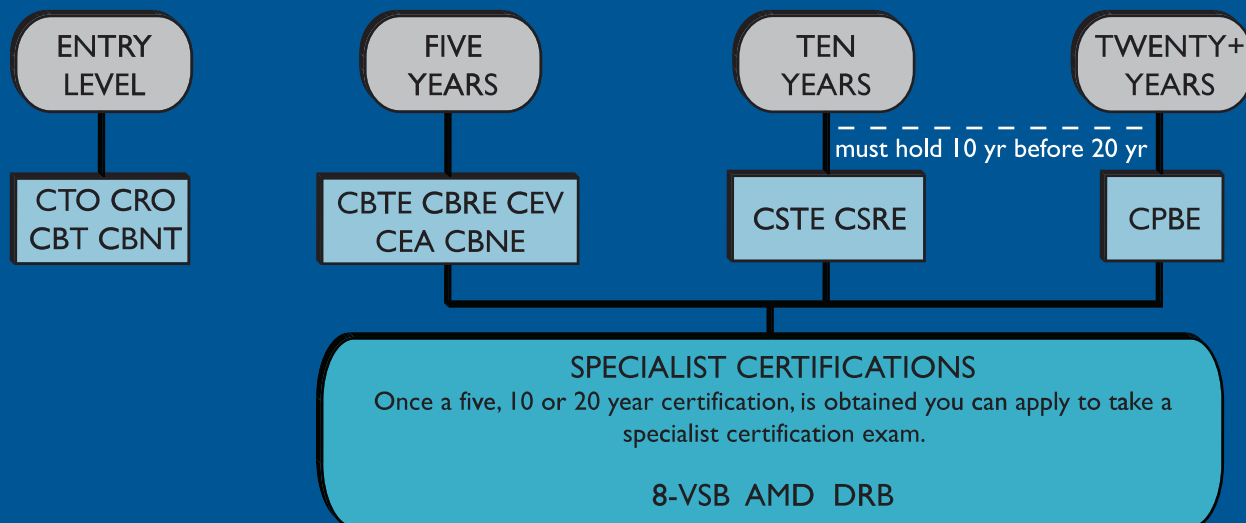 ENTRY
LEVEL
FIVE
YEARS
TEN
YEARS
TWENTY+
YEARS
must hold 10 yr before 20 yr
CTO CRO
CBT CBNT
CBTE CBRE CEV
CEA CBNE
CSTE CSRE
CPBE
SPECIALIST CERTIFICATIONS
Once a five, 10 or 20 year certification, is obtained you can apply to take a
specialist certification exam.
8-VSB AMD DRB